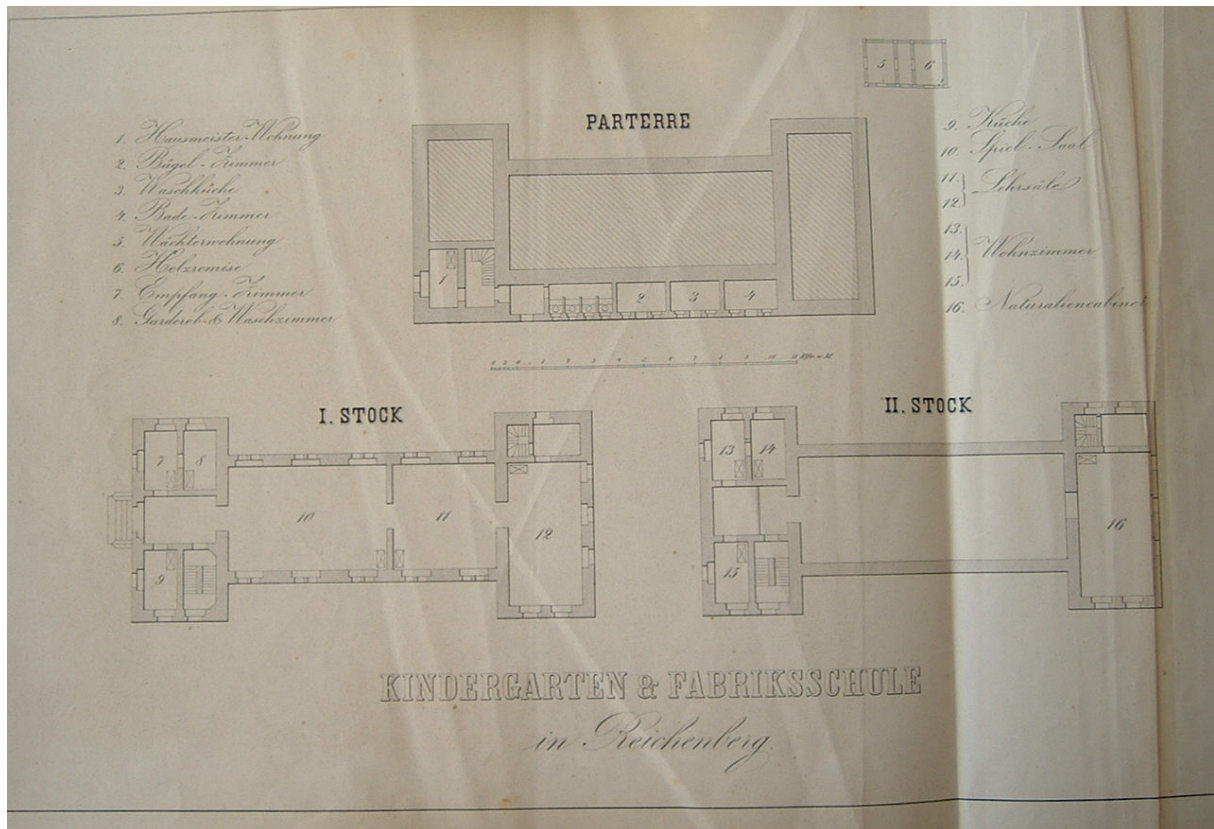 PARTERRE
5 6
1. Hausmeister-Wohnung
2. Bügel-Zimmer
3. Waschküche
4. Bade-Zimmer
5. Wächterwohnung
6. Holzremise
7. Empfang-Zimmer
8. Garderob-& Waschzimmer
9. Küche
10. Spiel-Saal
11. Lehrsäle
12.
13.
14. Wohnzimmer
15.
16. Naturaliencabinet
1 2 3 4
I. STOCK
7 8
10 11 12
9
II. STOCK
13 14
16
15
KINDERGARTEN & FABRIKSSCHULE
in Reichenberg.